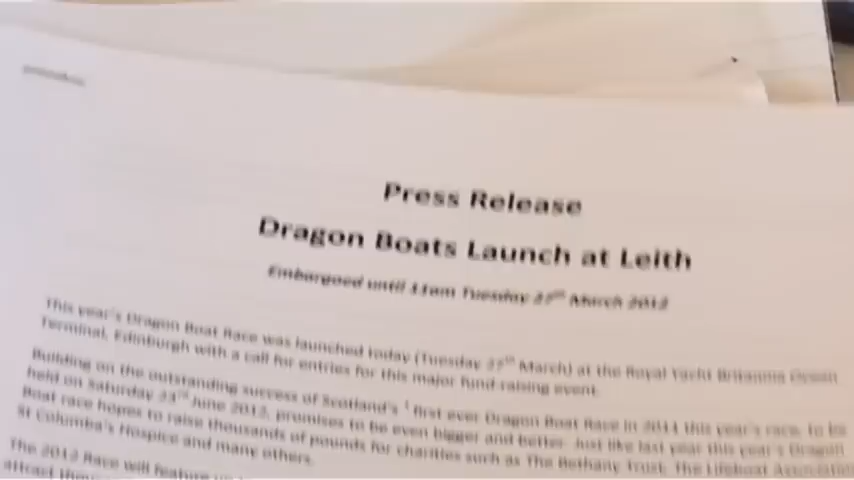 Press Release
Dragon Boats Launch at Leith
Embargoed until 11am Tuesday 27th March 2012
This year's Dragon Boat Race was launched today (Tuesday 27th March) at the Royal Yacht Britannia Ocean
Terminal, Edinburgh with a call for entries for this major fund-raising event.
Building on the outstanding success of Scotland's first ever Dragon Boat Race in 2011 this year's race, to be
held on Saturday 23rd June 2012, promises to be even bigger and better. Just like last year this year's Dragon
Boat race hopes to raise thousands of pounds for charities such as The Bethany Trust, The Lifeboat Association
St Columba's Hospice and many others.
The 2012 Race will feature
attract